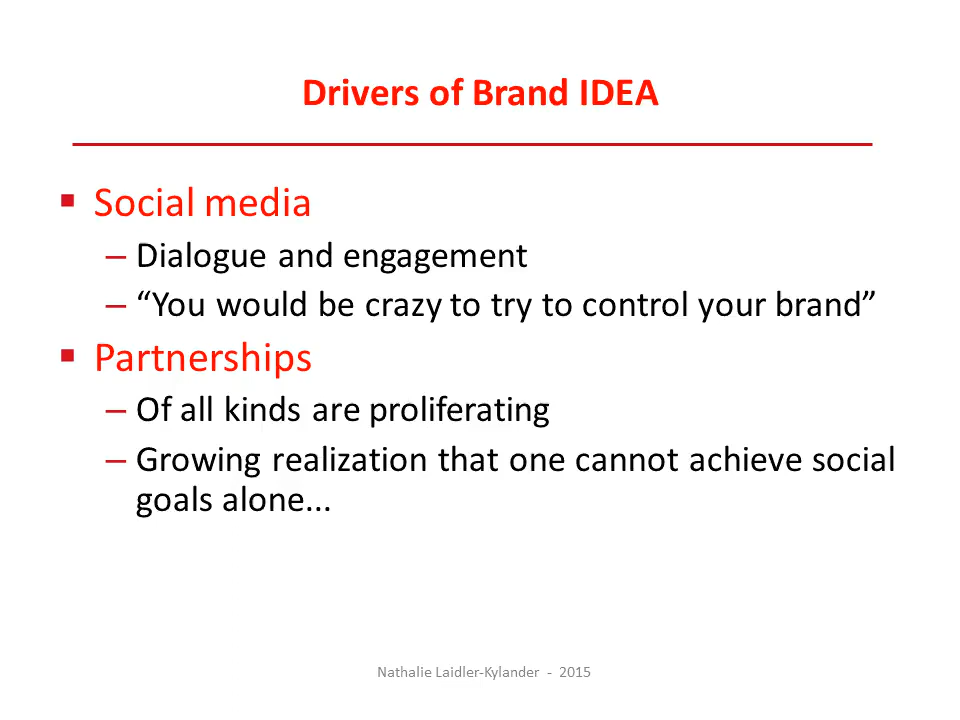 Drivers of Brand IDEA
▪ Social media
– Dialogue and engagement
– “You would be crazy to try to control your brand”
▪ Partnerships
– Of all kinds are proliferating
– Growing realization that one cannot achieve social
goals alone...
Nathalie Laidler-Kylander - 2015